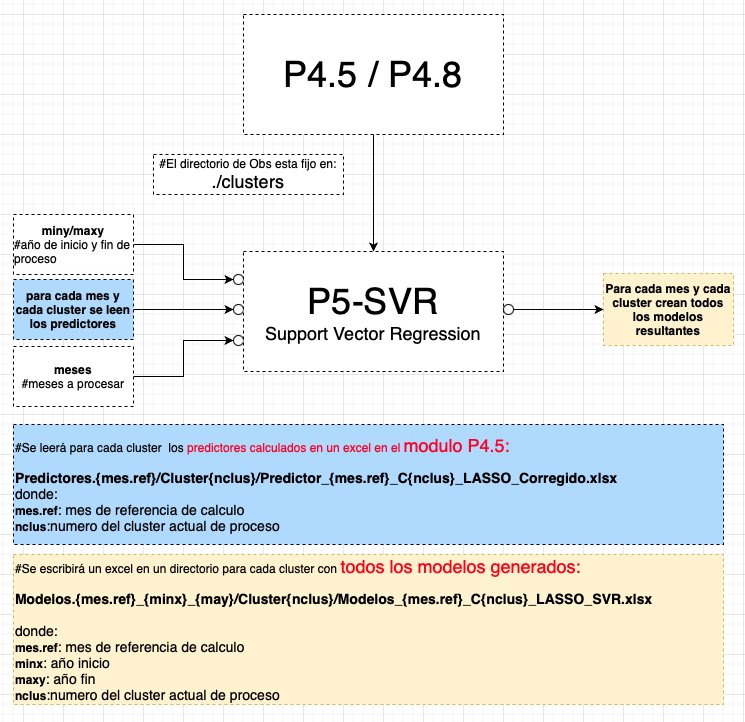 P4.5 / P4.8
#El directorio de Obs esta fijo en:
./clusters
miny/maxy
#año de inicio y fin de
proceso
para cada mes y
cada cluster se leen
los predictores
meses
#meses a procesar
P5-SVR
Support Vector Regression
Para cada mes y cada
cluster crean todos
los modelos
resultantes
#Se leerá para cada cluster  los predictores calculados en un excel en el modulo P4.5:
Predictores.{mes.ref}/Cluster{nclus}/Predictor_{mes.ref}_C{nclus}_LASSO_Corregido.xlsx
donde:
mes.ref: mes de referencia de calculo
nclus:numero del cluster actual de proceso
#Se escribirá un excel en un directorio para cada cluster con todos los modelos generados:
Modelos.{mes.ref}_{minx}_{may}/Cluster{nclus}/Modelos_{mes.ref}_C{nclus}_LASSO_SVR.xlsx
donde:
mes.ref: mes de referencia de calculo
minx: año inicio
maxy: año fin
nclus:numero del cluster actual de proceso